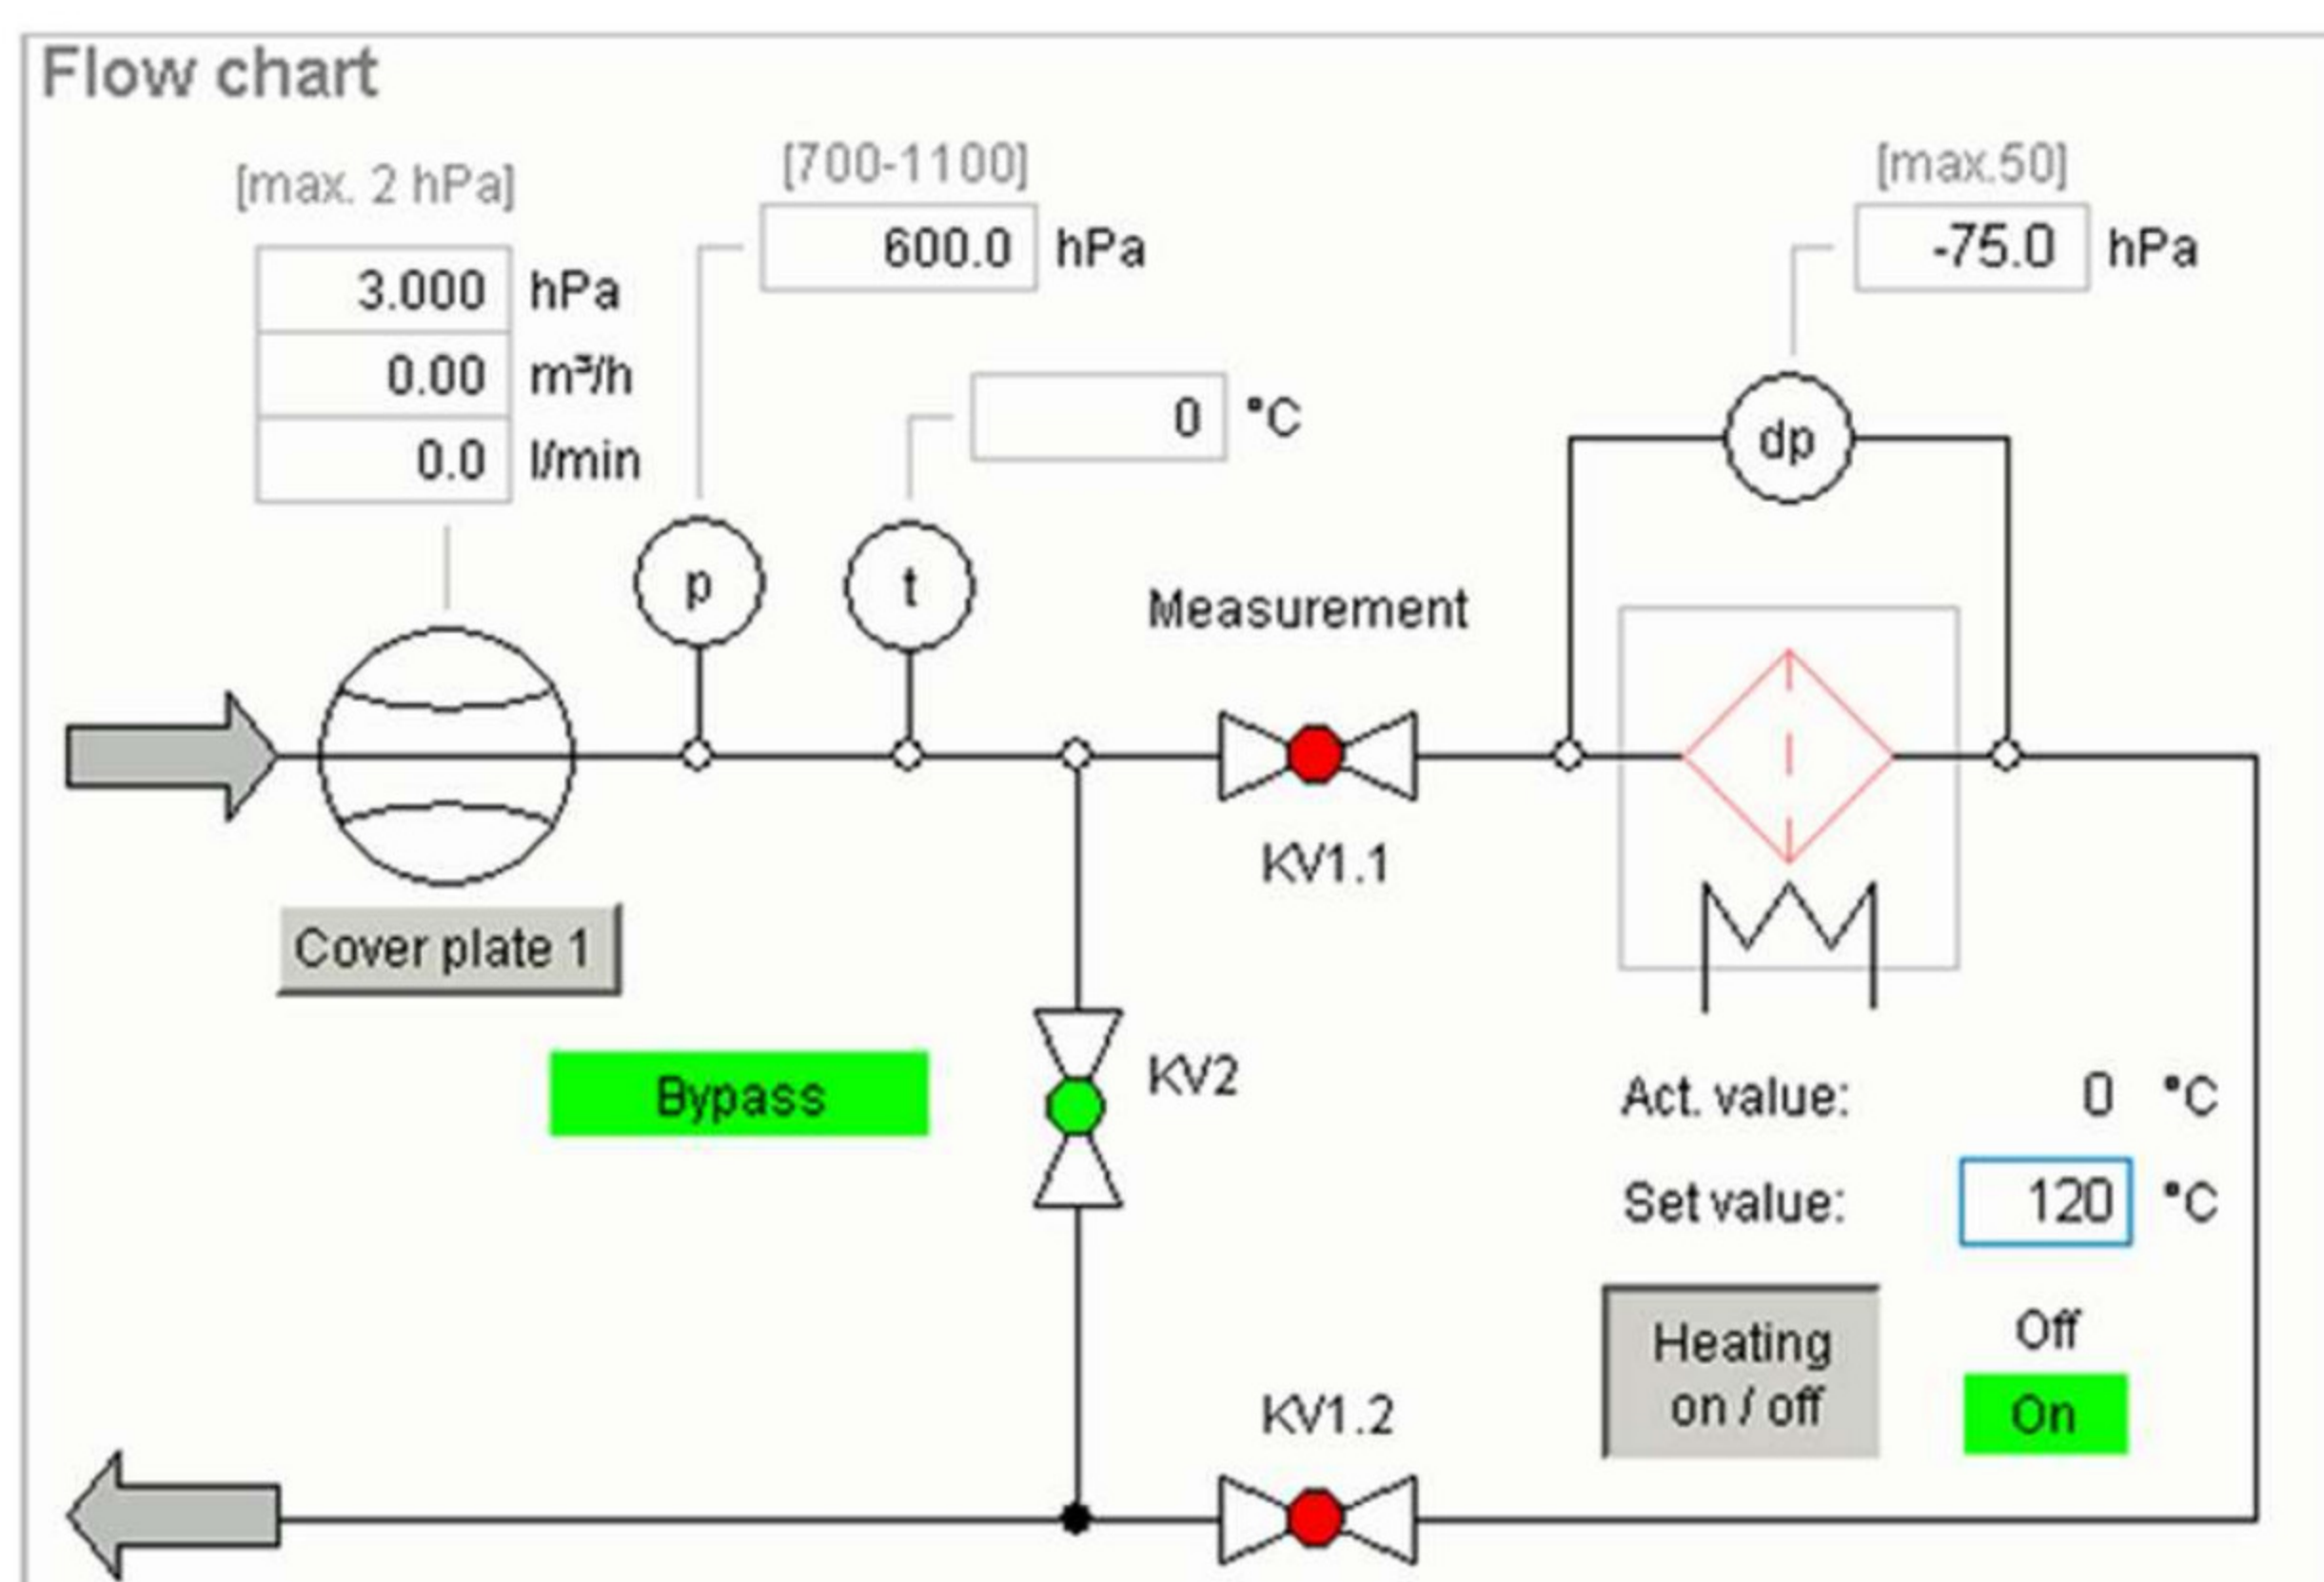 Flow chart
[max. 2 hPa]
[700-1100]
[max.50]
3.000 hPa
600.0 hPa
-75.0 hPa
0.00 m³/h
0 °C
0.0 l/min
dp
p
t
Measurement
KV1.1
Cover plate 1
Bypass
KV2
Act. value: 0 °C
Set value: 120 °C
Heating
on / off
Off
On
KV1.2